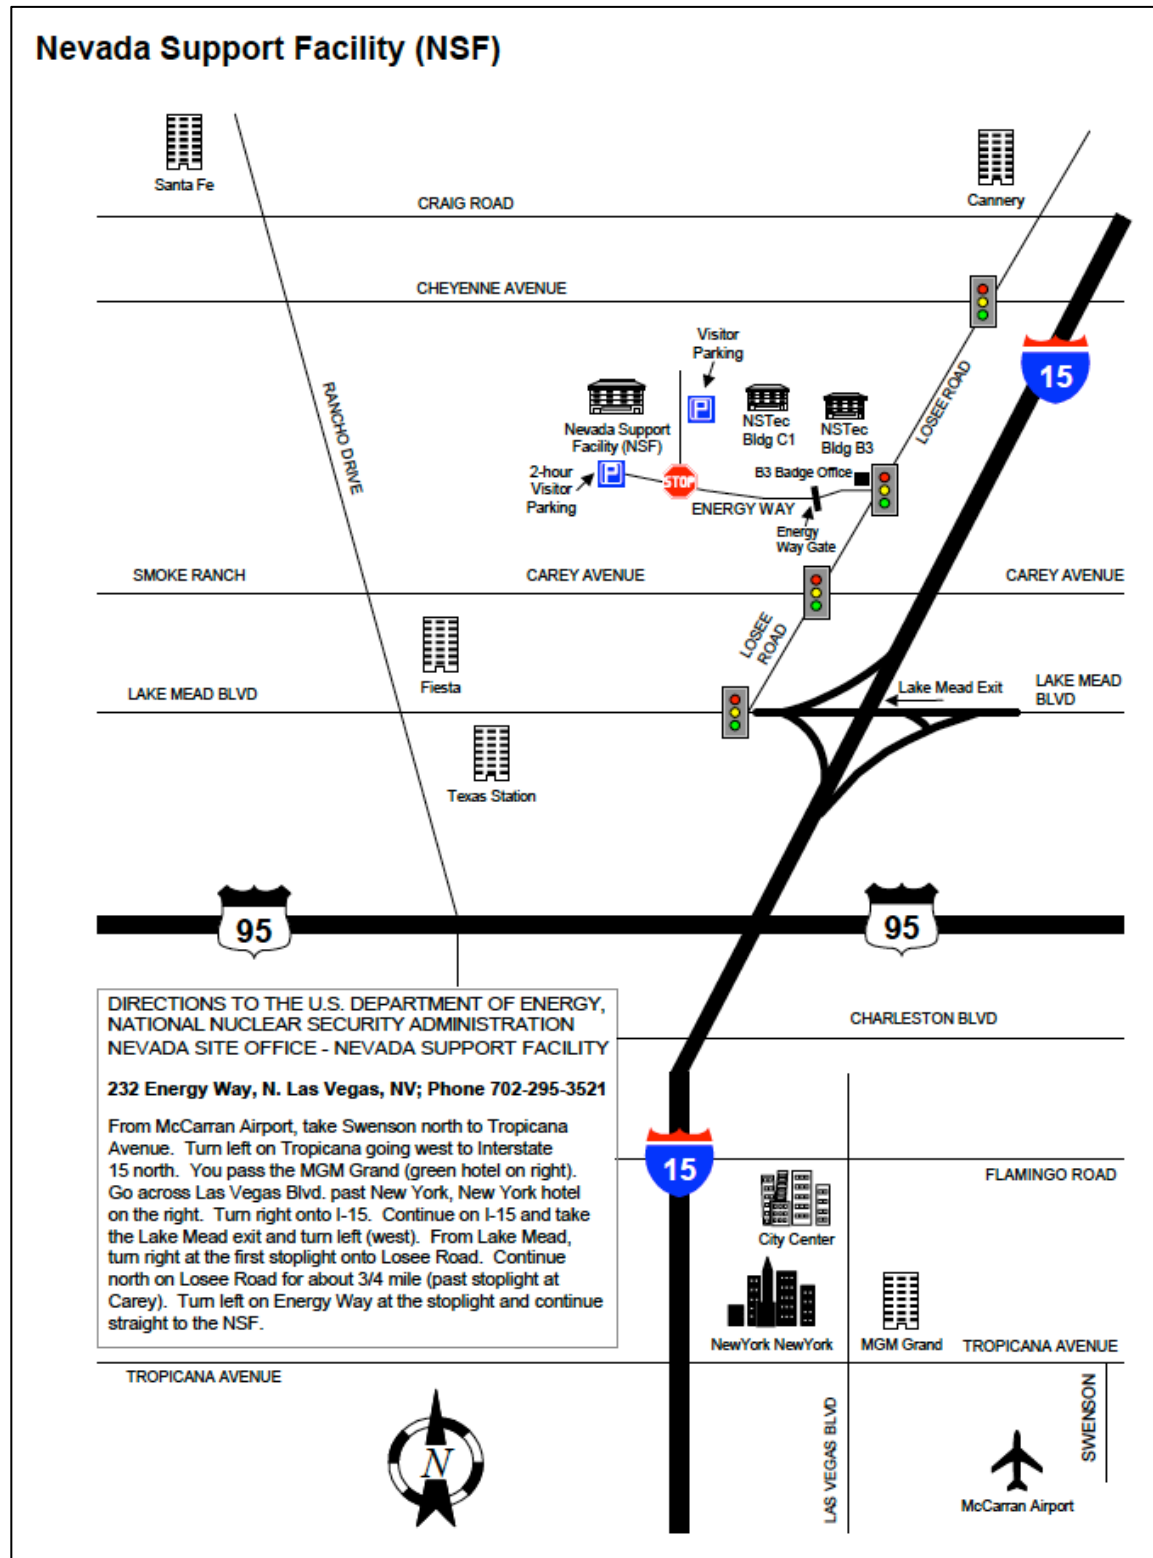 Nevada Support Facility (NSF)
Santa Fe
Cannery
CRAIG ROAD
CHEYENNE AVENUE
Visitor
Parking
15
RANCHO DRIVE
LOSEE ROAD
Nevada Support
Facility (NSF)
NSTec
Bldg C1
NSTec
Bldg B3
2-hour
Visitor
Parking
P
P
STOP
B3 Badge Office
ENERGY WAY
Energy
Way Gate
SMOKE RANCH
CAREY AVENUE
CAREY AVENUE
LOSEE
ROAD
Fiesta
LAKE MEAD BLVD
Lake Mead Exit
LAKE MEAD
BLVD
Texas Station
95
95
DIRECTIONS TO THE U.S. DEPARTMENT OF ENERGY,
NATIONAL NUCLEAR SECURITY ADMINISTRATION
NEVADA SITE OFFICE - NEVADA SUPPORT FACILITY
232 Energy Way, N. Las Vegas, NV; Phone 702-295-3521
From McCarran Airport, take Swenson north to Tropicana
Avenue. Turn left on Tropicana going west to Interstate
15 north. You pass the MGM Grand (green hotel on right).
Go across Las Vegas Blvd. past New York, New York hotel
on the right. Turn right onto I-15. Continue on I-15 and take
the Lake Mead exit and turn left (west). From Lake Mead,
turn right at the first stoplight onto Losee Road. Continue
north on Losee Road for about 3/4 mile (past stoplight at
Carey). Turn left on Energy Way at the stoplight and continue
straight to the NSF.
CHARLESTON BLVD
15
FLAMINGO ROAD
City Center
NewYork NewYork
MGM Grand
TROPICANA AVENUE
TROPICANA AVENUE
LAS VEGAS BLVD
SWENSON
McCarran Airport
N